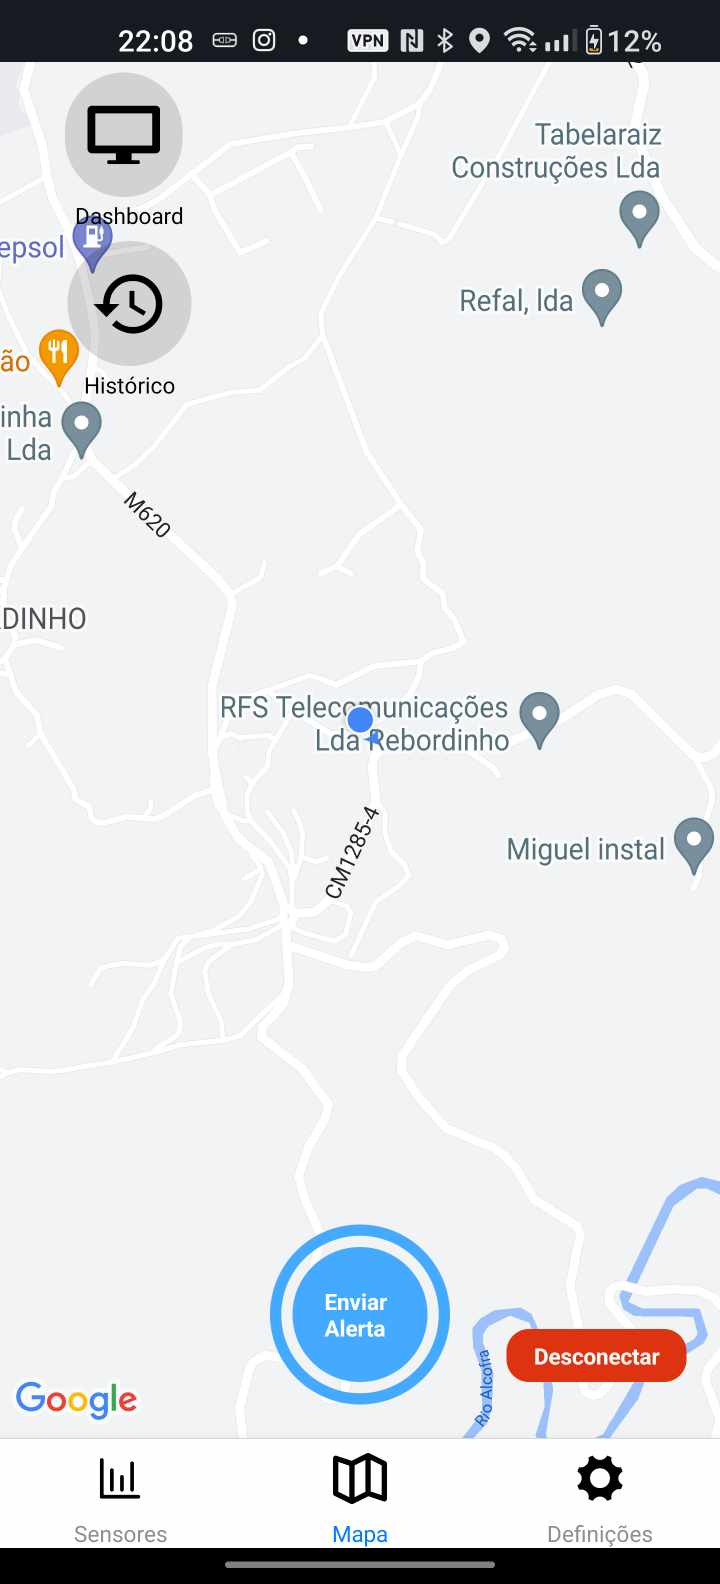 22:08
VPN
12%
Tabelaraiz
Construções Lda
Dashboard
epsol
Refal, lda
ão
Histórico
inha
Lda
M620
DINHO
RFS Telecomunicações
Lda Rebordinho
CM1285-4
Miguel instal
Enviar
Alerta
Desconectar
Rio Alcofra
Google
Sensores
Mapa
Definições